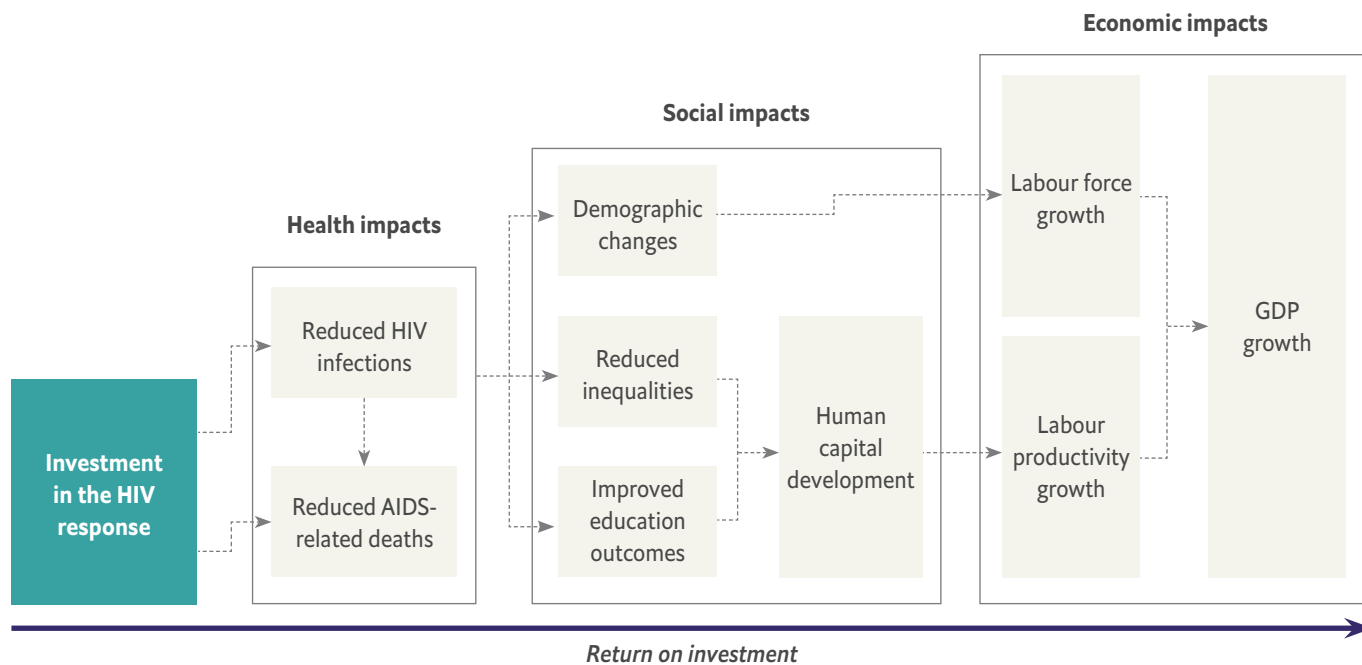 Economic impacts
Social impacts
Health impacts
Investment
in the HIV
response
Reduced HIV
infections
Reduced AIDS-
related deaths
Demographic
changes
Reduced
inequalities
Improved
education
outcomes
Human
capital
development
Labour force
growth
Labour
productivity
growth
GDP
growth
Return on investment